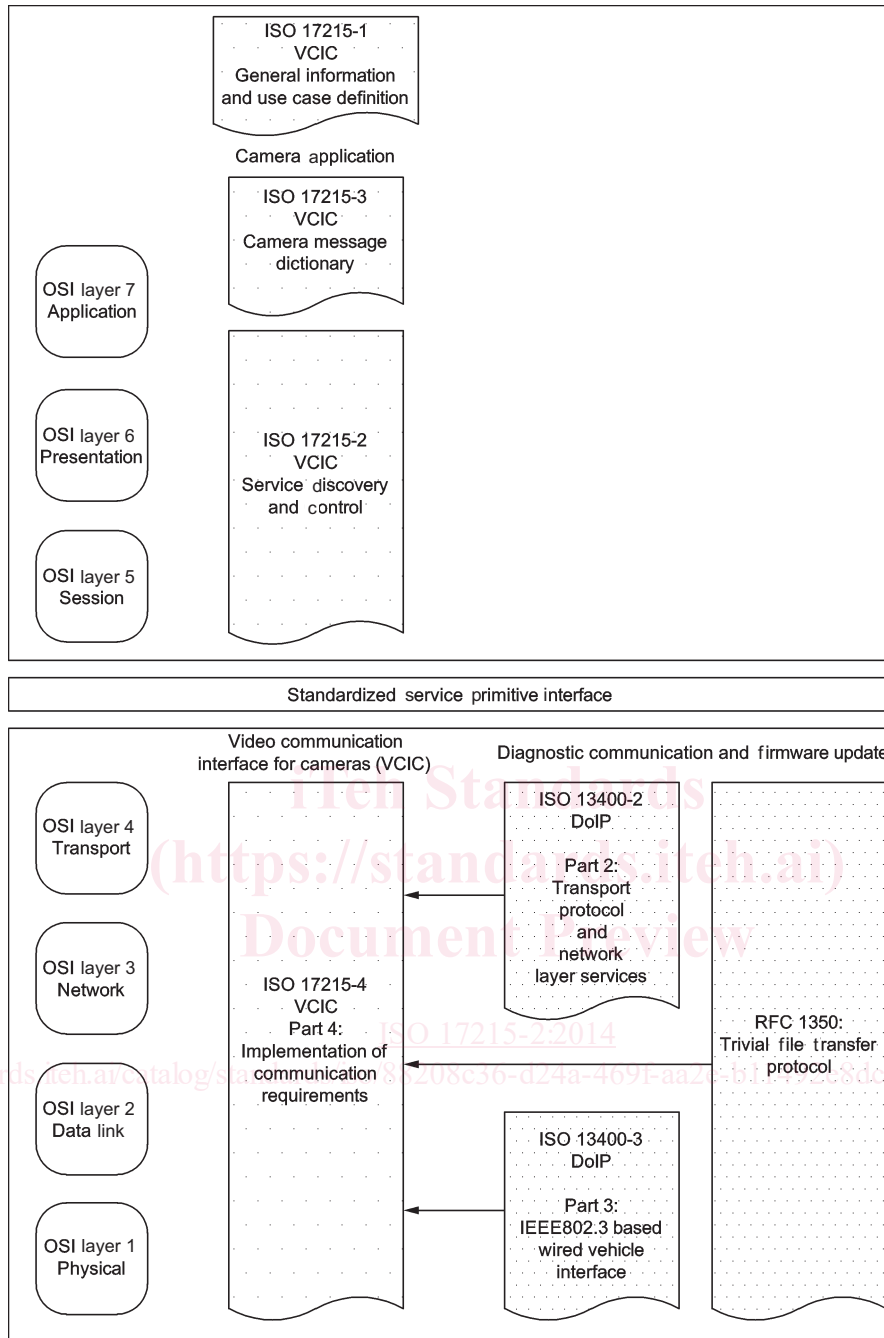 ISO 17215-1
VCIC
General information
and use case definition
Camera application
ISO 17215-3
VCIC
Camera message
dictionary
OSI layer 7
Application
OSI layer 6
Presentation
ISO 17215-2
VCIC
Service discovery
and control
OSI layer 5
Session
Standardized service primitive interface
Video communication
interface for cameras (VCIC)
Diagnostic communication and firmware update
iTeh Standards
(https://standards.iteh.ai)
Document Preview
OSI layer 4
Transport
ISO 13400-2
DoIP
Part 2:
Transport
protocol
and
network
layer services
OSI layer 3
Network
ISO 17215-4
VCIC
Part 4:
Implementation of
communication
requirements
ISO 17215-2:2014
RFC 1350:
Trivial file transfer
protocol
OSI layer 2
Data link
ISO 13400-3
DoIP
Part 3:
IEEE802.3 based
wired vehicle
interface
OSI layer 1
Physical